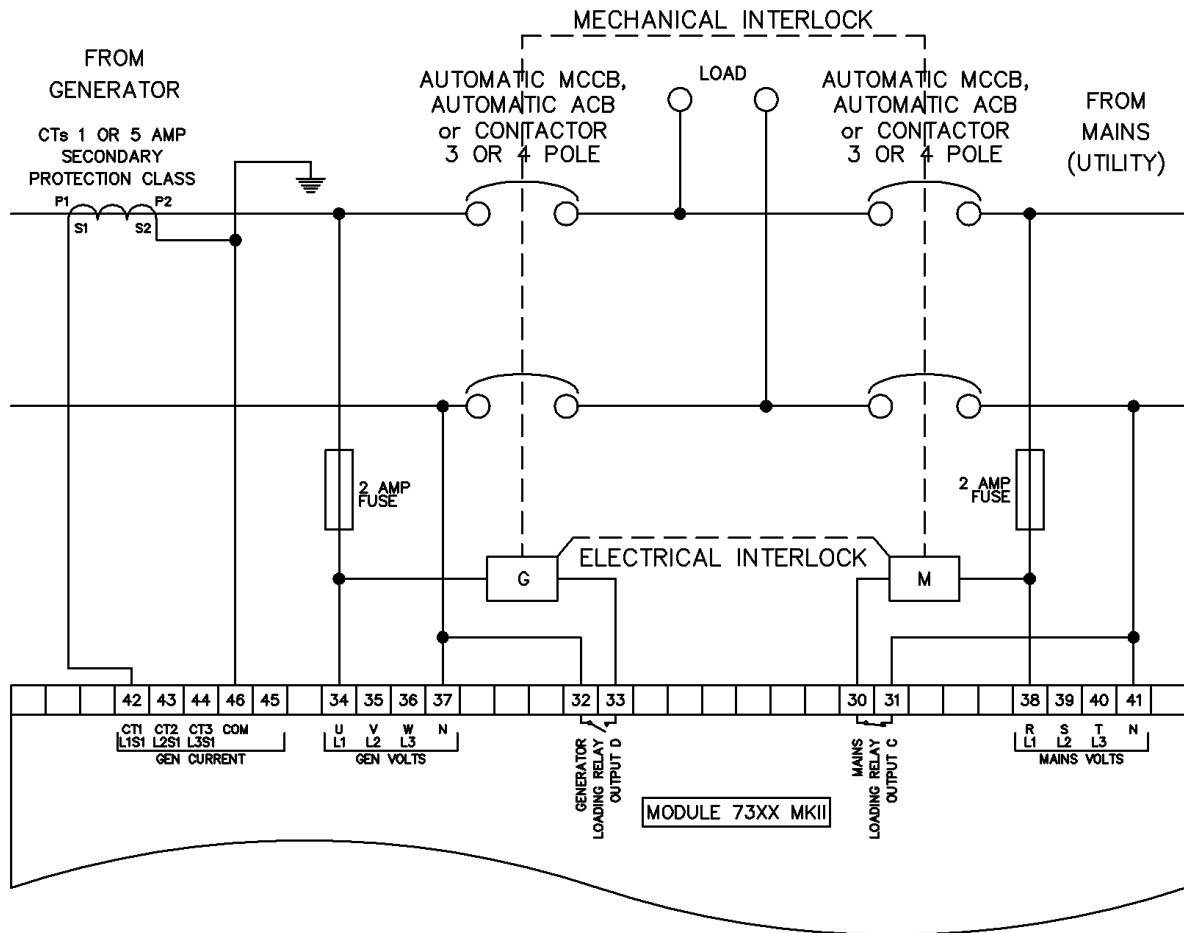 MECHANICAL INTERLOCK
FROM
GENERATOR
CTs 1 OR 5 AMP
SECONDARY
PROTECTION CLASS
P1
P2
S1
S2
AUTOMATIC MCCB,
AUTOMATIC ACB
or CONTACTOR
3 OR 4 POLE
LOAD
AUTOMATIC MCCB,
AUTOMATIC ACB
or CONTACTOR
3 OR 4 POLE
FROM
MAINS
(UTILITY)
2 AMP
FUSE
2 AMP
FUSE
ELECTRICAL INTERLOCK
G
M
42 43 44 46 45 34 35 36 37 32 33 30 31 38 39 40 41
CT1 CT2 CT3 COM
L1S1 L2S1 L3S1
GEN CURRENT
U V W N
L1 L2 L3
GEN VOLTS
GENERATOR
LOADING RELAY
OUTPUT D
MODULE 73XX MKII
MAINS
LOADING RELAY
OUTPUT C
R S T N
L1 L2 L3
MAINS VOLTS